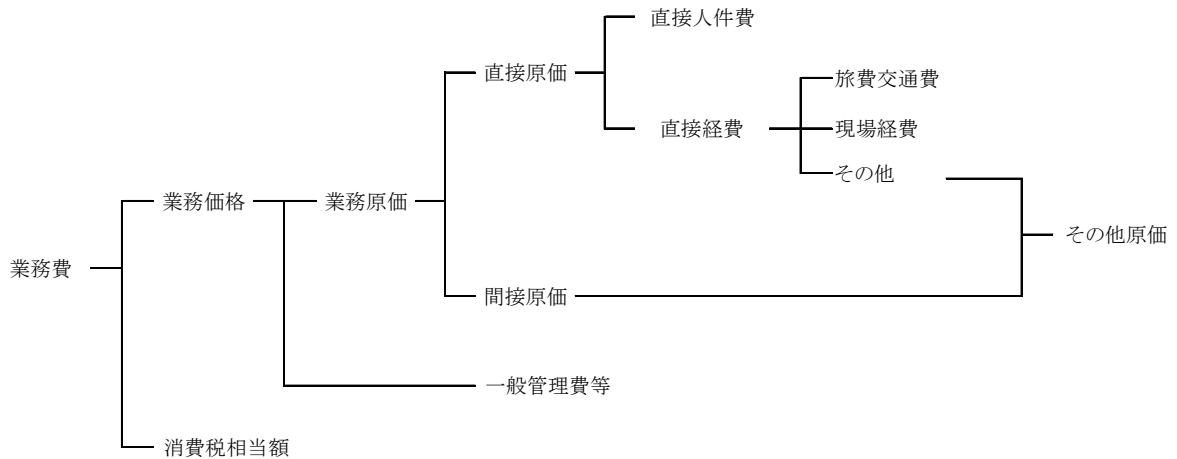 直接人件費
直接原価
旅費交通費
直接経費
現場経費
その他
業務価格
業務原価
その他原価
業務費
間接原価
一般管理費等
消費税相当額